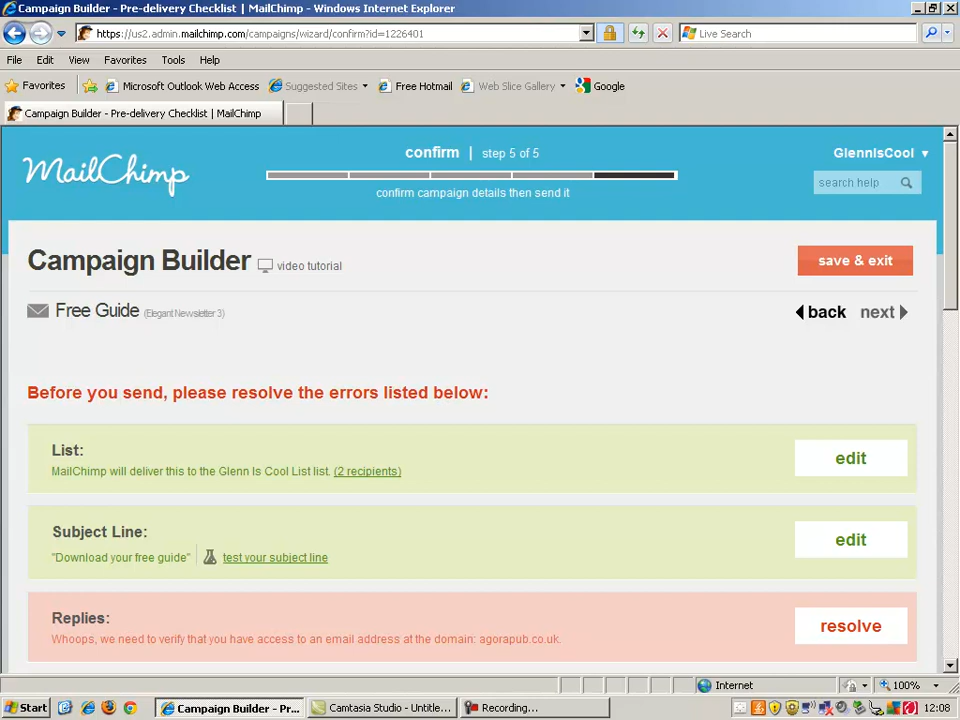 Campaign Builder - Pre-delivery Checklist | MailChimp - Windows Internet Explorer
https://us2.admin.mailchimp.com/campaigns/wizard/confirm?id=1226401
Live Search
File Edit View Favorites Tools Help
Favorites Microsoft Outlook Web Access Suggested Sites Free Hotmail Web Slice Gallery Google
Campaign Builder - Pre-delivery Checklist | MailChimp
MailChimp
confirm | step 5 of 5
confirm campaign details then send it
GlennIsCool
search help
Campaign Builder video tutorial
save & exit
Free Guide (Elegant Newsletter 3)
back next
Before you send, please resolve the errors listed below:
List:
MailChimp will deliver this to the Glenn Is Cool List list. (2 recipients)
edit
Subject Line:
"Download your free guide" test your subject line
edit
Replies:
Whoops, we need to verify that you have access to an email address at the domain: agorapub.co.uk.
resolve
Internet 100%
Start Campaign Builder - Pr... Camtasia Studio - Untitle... Recording... 12:08